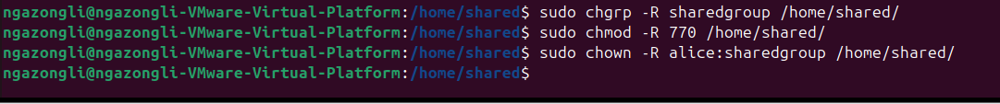 ngazongli@ngazongli-VMware-Virtual-Platform:/home/shared$ sudo chgrp -R sharedgroup /home/shared/
ngazongli@ngazongli-VMware-Virtual-Platform:/home/shared$ sudo chmod -R 770 /home/shared/
ngazongli@ngazongli-VMware-Virtual-Platform:/home/shared$ sudo chown -R alice:sharedgroup /home/shared/
ngazongli@ngazongli-VMware-Virtual-Platform:/home/shared$